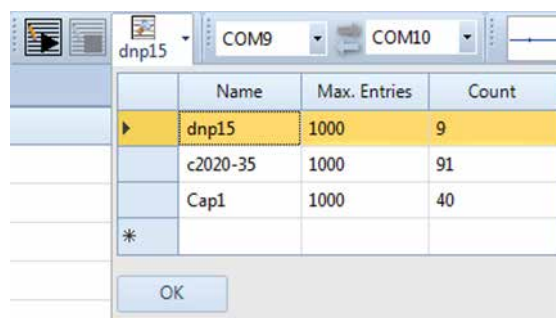 dnp15 COM9 COM10
Name Max. Entries Count
dnp15 1000 9
c2020-35 1000 91
Cap1 1000 40
*
OK